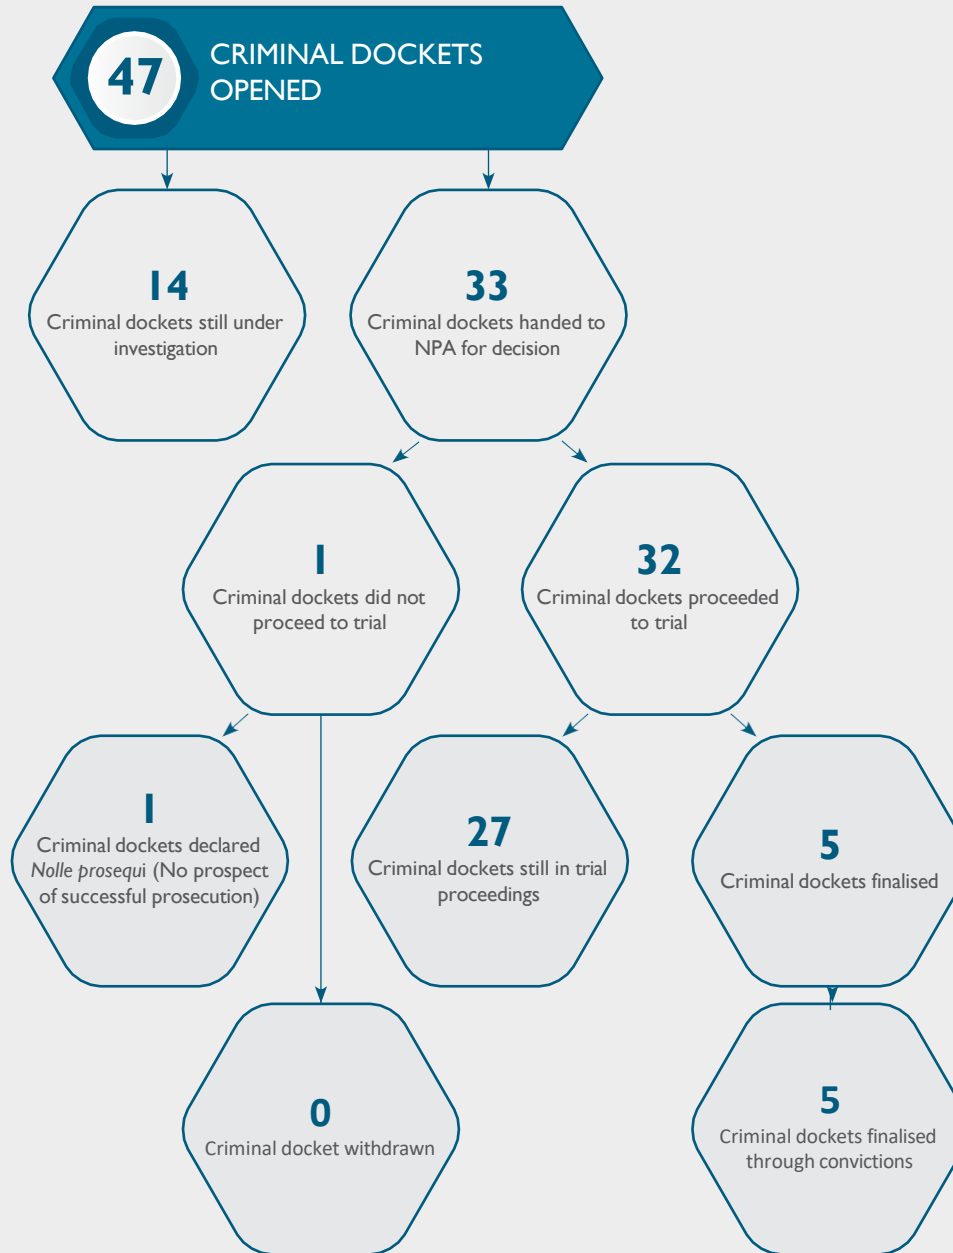 47
CRIMINAL DOCKETS
OPENED
14
Criminal dockets still under
investigation
33
Criminal dockets handed to
NPA for decision
1
Criminal dockets did not
proceed to trial
32
Criminal dockets proceeded
to trial
1
Criminal dockets declared
Nolle prosequi (No prospect
of successful prosecution)
27
Criminal dockets still in trial
proceedings
5
Criminal dockets finalised
0
Criminal docket withdrawn
5
Criminal dockets finalised
through convictions